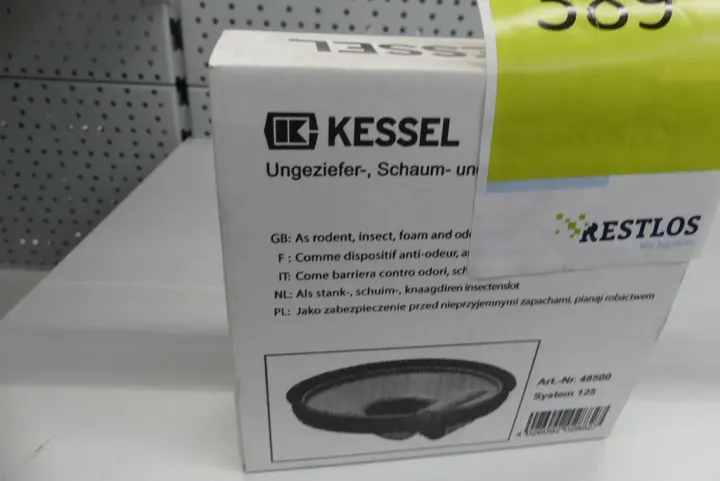 589
KESSEL
KESSEL
Ungeziefer-, Schaum- un
RESTLOS
GB: As rodent, insect, foam and od
F : Comme dispositif anti-odeur, a
IT: Come barriera contro odori, sch
NL: Als stank-, schuim-, knaagdiren insectenslot
PL: Jako zabezpieczenie przed nieprzyjemnymi zapachami, pianąi robactwem
Art.-Nr. 48500
System 125